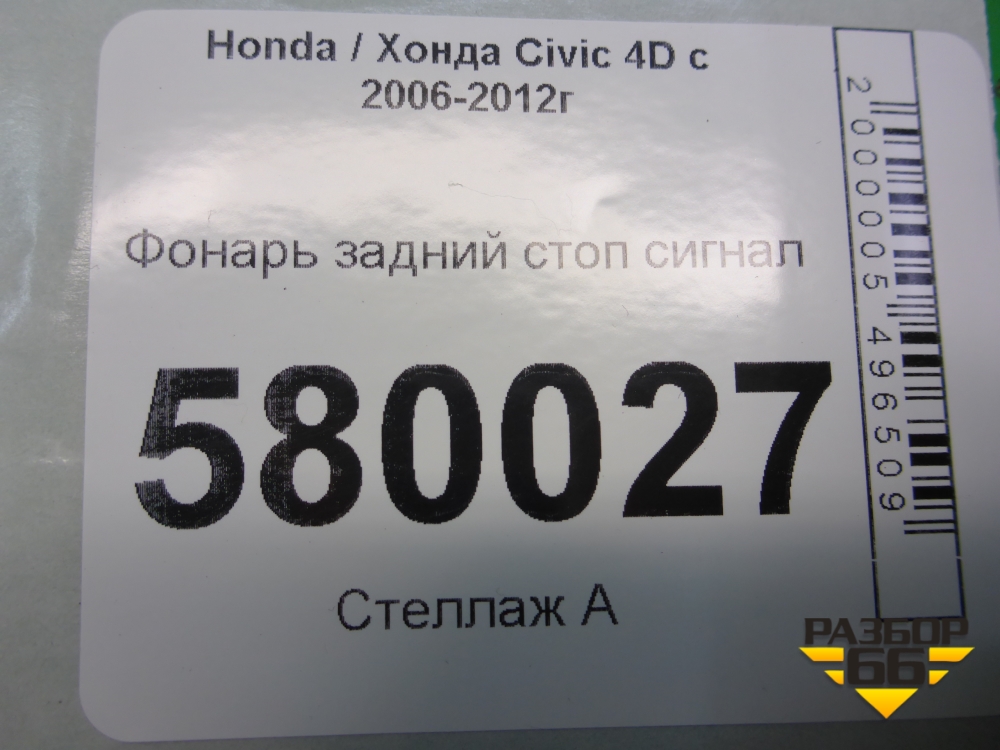 Honda / Хонда Civic 4D с
2006-2012г
Фонарь задний стоп сигнал
580027
Стеллаж А
2000005496509
РАЗБОР
66